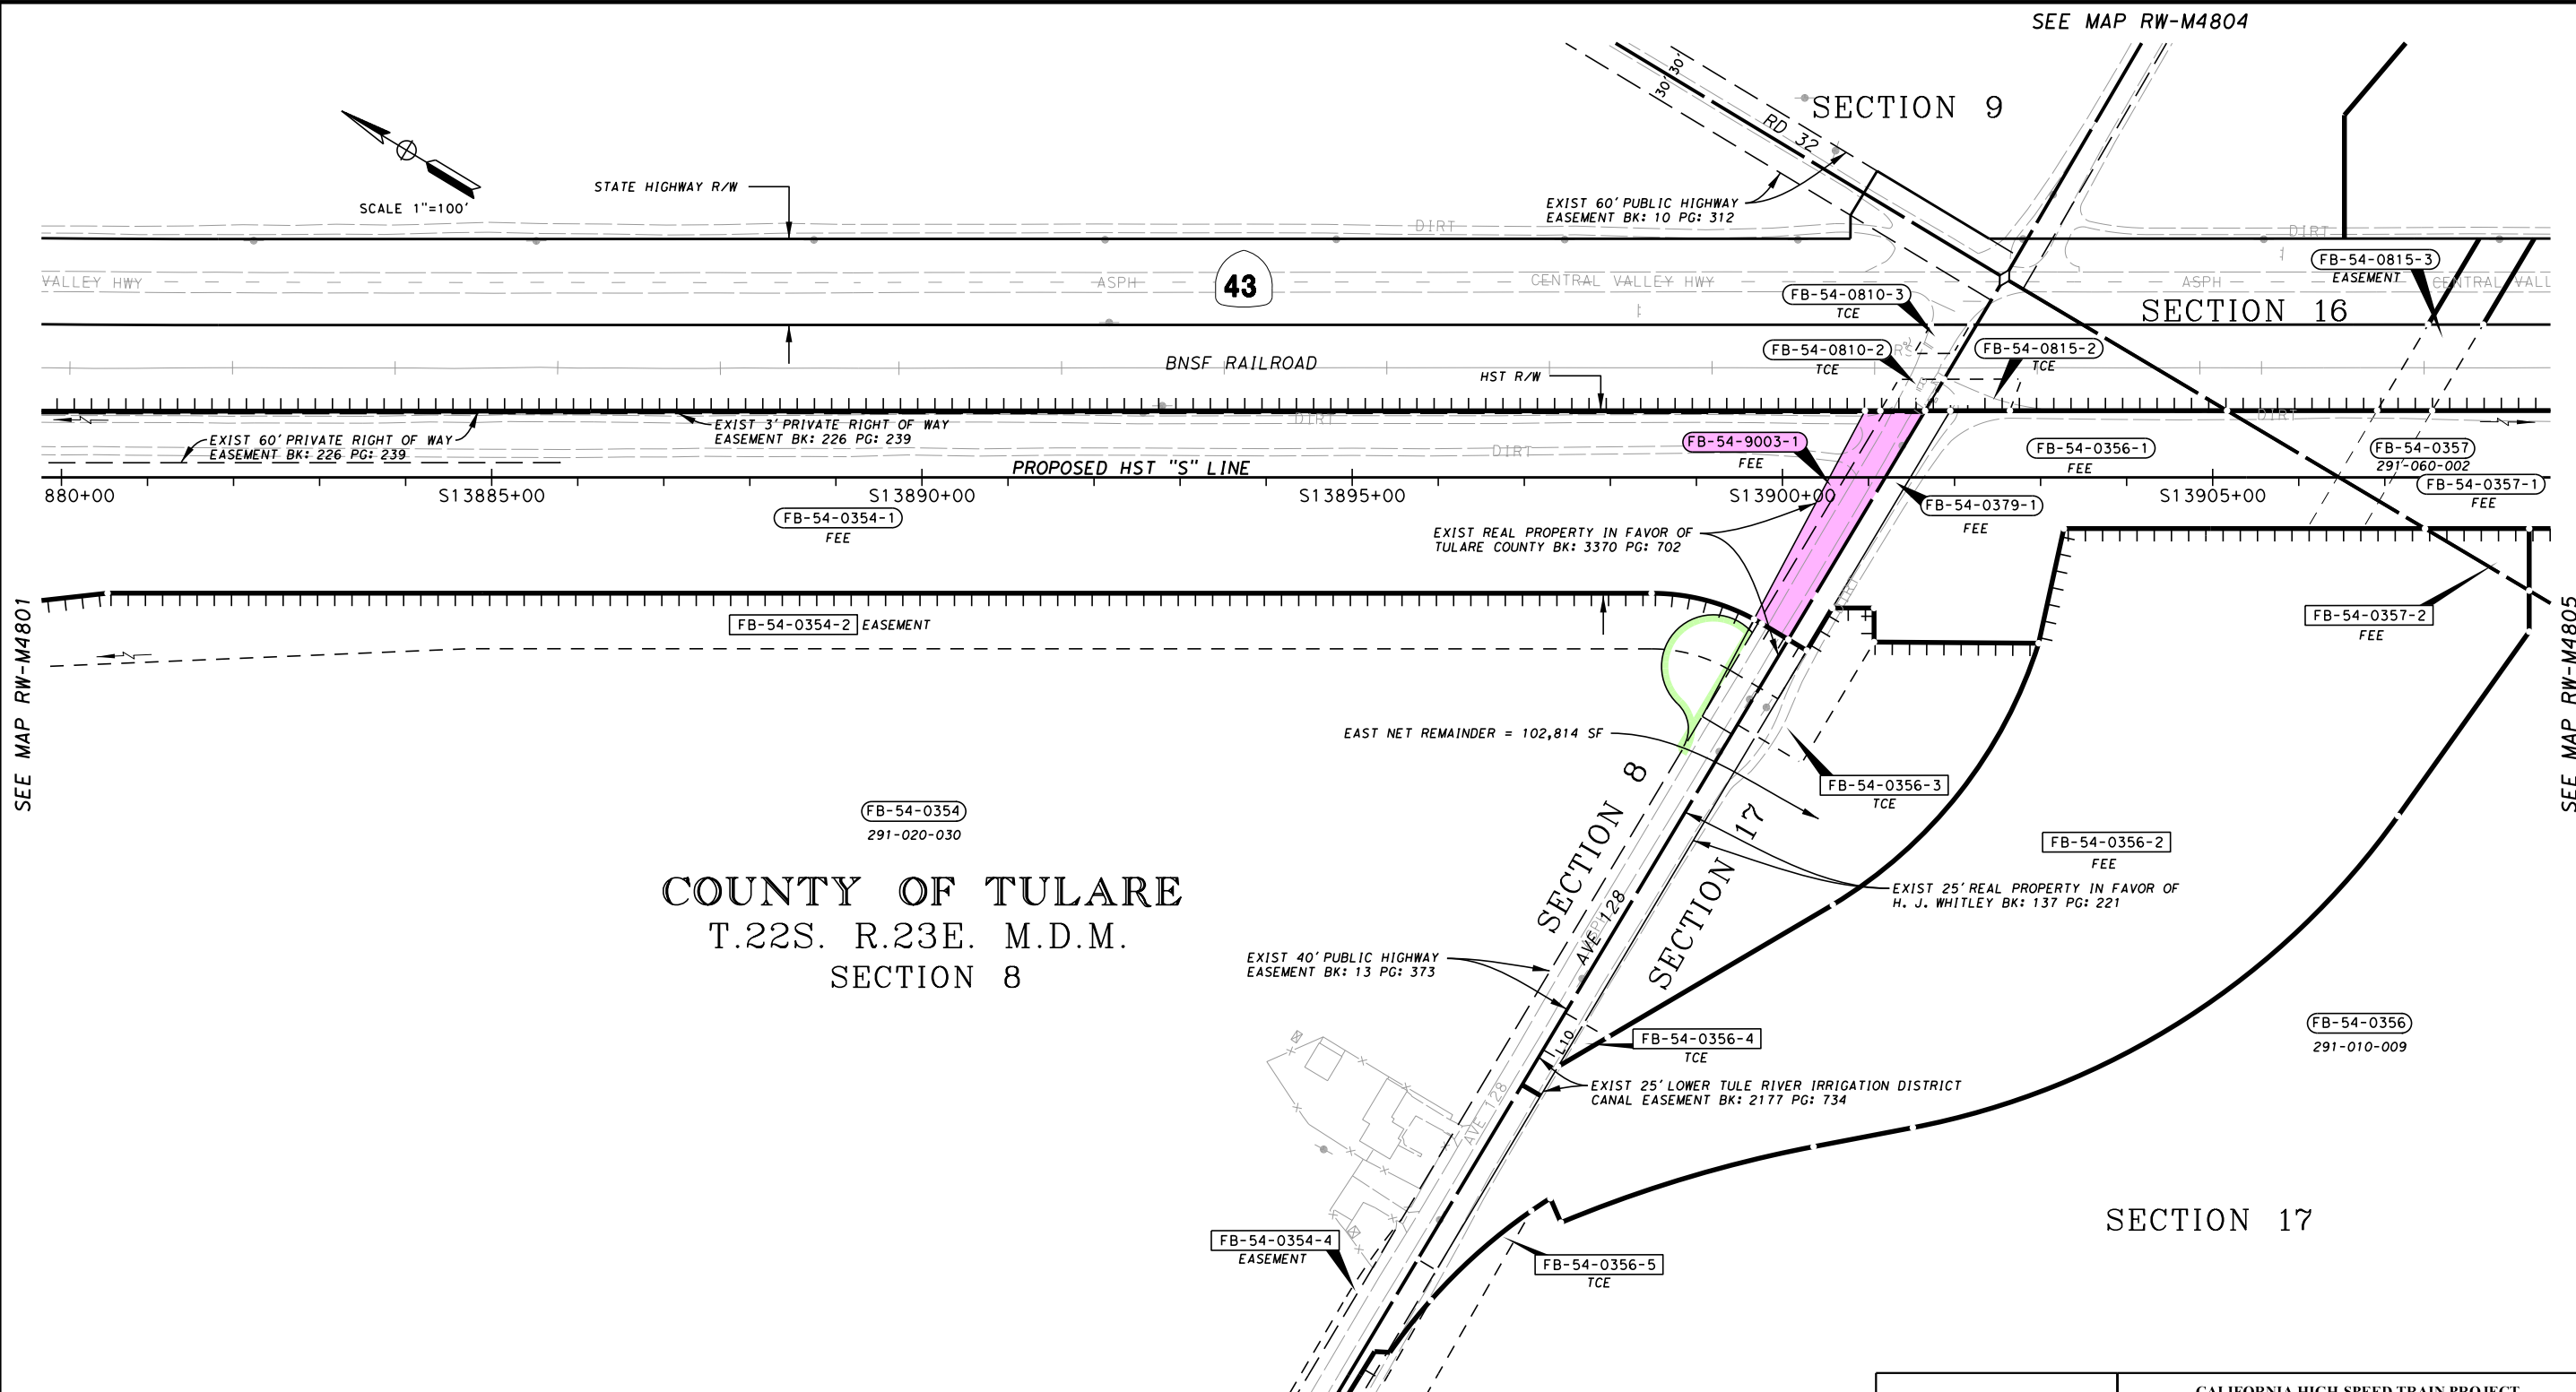 SEE MAP RW-M4804
30' 30'
SECTION 9
RD 32
STATE HIGHWAY R/W
SCALE 1"=100'
EXIST 60' PUBLIC HIGHWAY
EASEMENT BK: 10 PG: 312
DIRT
DIRT
FB-54-0815-3
EASEMENT
VALLEY HWY
ASPH
43
CENTRAL VALLEY HWY
ASPH
CENTRAL VALL
FB-54-0810-3
TCE
SECTION 16
BNSF RAILROAD
FB-54-0810-2
TCE
FB-54-0815-2
TCE
HST R/W
EXIST 3' PRIVATE RIGHT OF WAY
EASEMENT BK: 226 PG: 239
DIRT
DIRT
EXIST 60' PRIVATE RIGHT OF WAY
EASEMENT BK: 226 PG: 239
FB-54-9003-1
FEE
FB-54-0356-1
FEE
FB-54-0357
291-060-002
DIRT
PROPOSED HST "S" LINE
FB-54-0357-1
FEE
880+00
S13885+00
S13890+00
S13895+00
S13900+00
S13905+00
FB-54-0354-1
FEE
FB-54-0379-1
FEE
EXIST REAL PROPERTY IN FAVOR OF
TULARE COUNTY BK: 3370 PG: 702
FB-54-0354-2 EASEMENT
FB-54-0357-2
FEE
SEE MAP RW-M4801
SEE MAP RW-M4805
EAST NET REMAINDER = 102,814 SF
FB-54-0356-3
TCE
SECTION 8
SECTION 17
FB-54-0354
291-020-030
FB-54-0356-2
FEE
COUNTY OF TULARE
T.22S. R.23E. M.D.M.
SECTION 8
EXIST 25' REAL PROPERTY IN FAVOR OF
H. J. WHITLEY BK: 137 PG: 221
AVE 128
EXIST 40' PUBLIC HIGHWAY
EASEMENT BK: 13 PG: 373
FB-54-0356
291-010-009
L10
FB-54-0356-4
TCE
EXIST 25' LOWER TULE RIVER IRRIGATION DISTRICT
CANAL EASEMENT BK: 2177 PG: 734
AVE 128
SECTION 17
FB-54-0354-4
EASEMENT
FB-54-0356-5
TCE
CALIFORNIA HIGH-SPEED TRAIN PROJECT